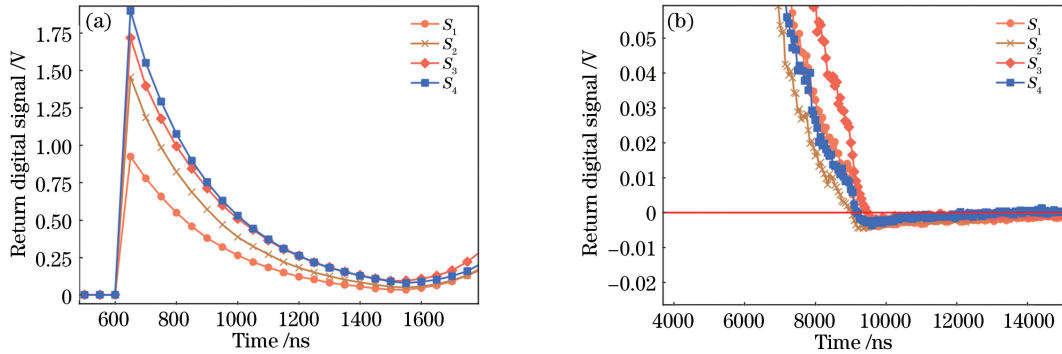 (a)
S1
S2
S3
S4
1.75
1.50
1.25
1.00
1.75
0.50
0.25
0
Return digital signal /V
600 800 1000 1200 1400 1600
Time /ns
(b)
S1
S2
S3
S4
0.05
0.04
0.03
0.02
0.01
0
−0.01
−0.02
Return digital signal /V
4000 6000 8000 10000 12000 14000
Time /ns